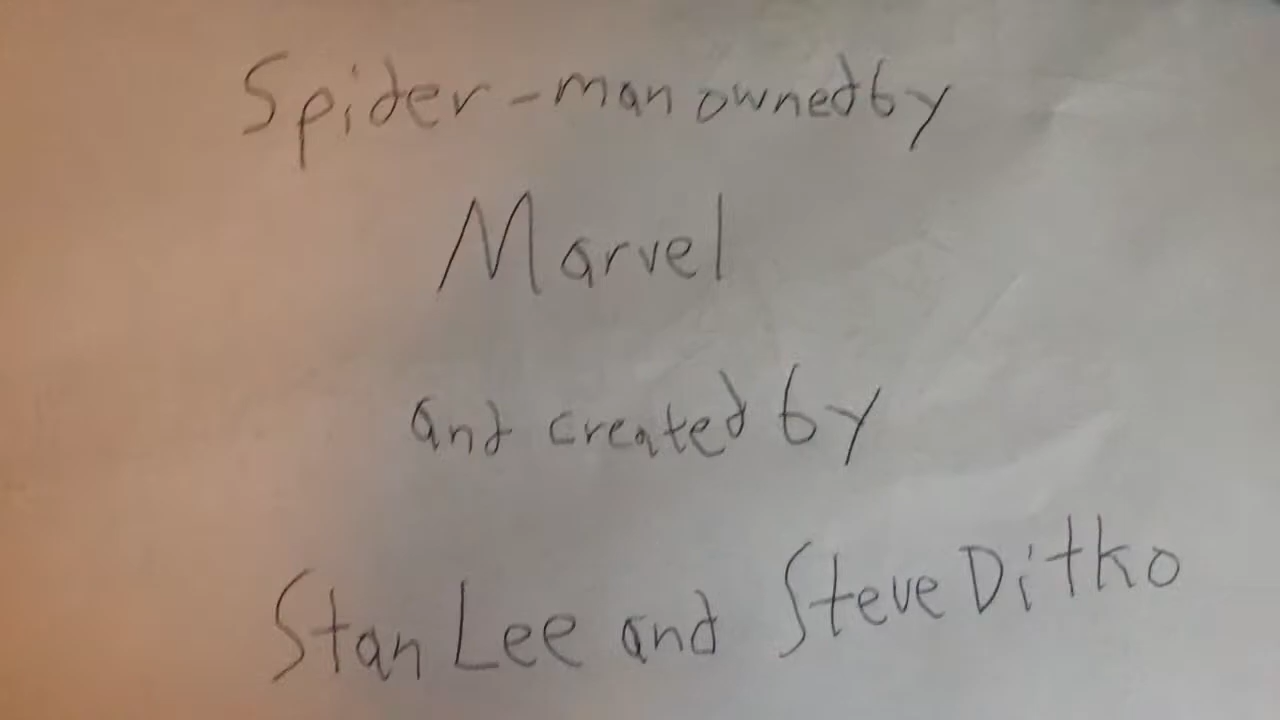 Spider-man owned by
Marvel
and created by
Stan Lee and Steve Ditko